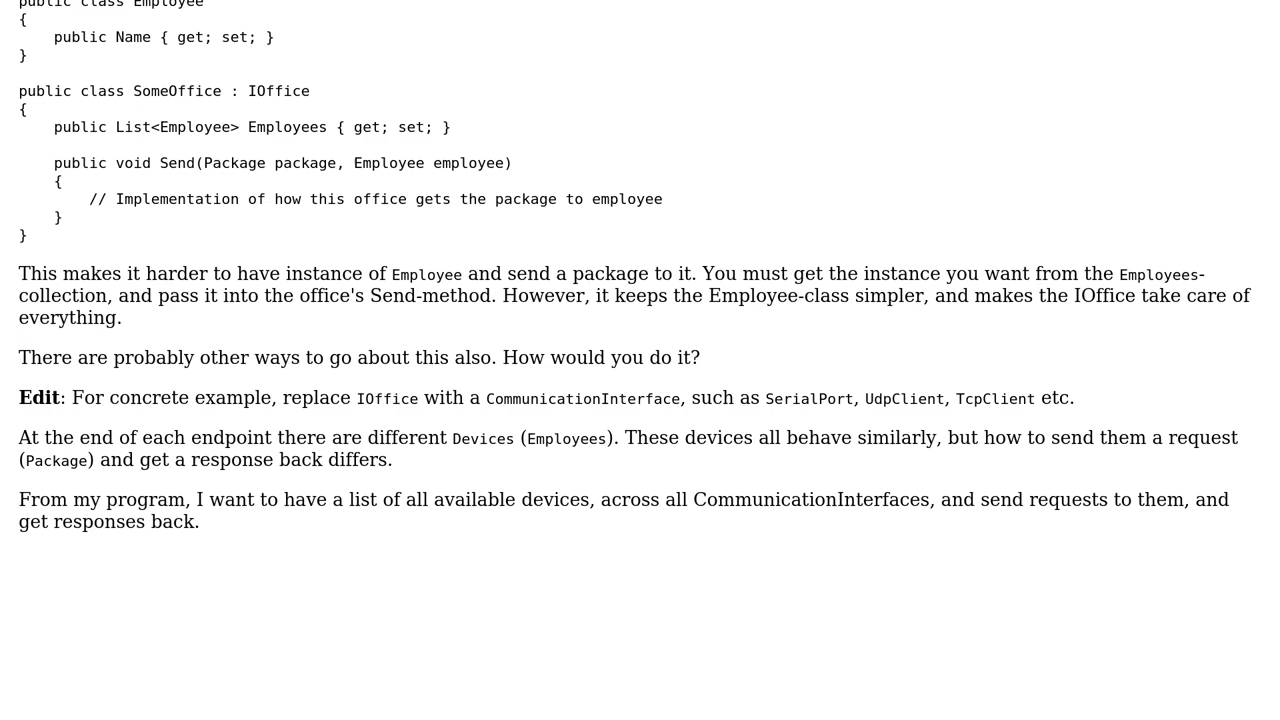 public class Employee
{
    public Name { get; set; }
}
public class SomeOffice : IOffice
{
    public List<Employee> Employees { get; set; }
    public void Send(Package package, Employee employee)
    {
        // Implementation of how this office gets the package to employee
    }
}
This makes it harder to have instance of Employee and send a package to it. You must get the instance you want from the Employees-
collection, and pass it into the office's Send-method. However, it keeps the Employee-class simpler, and makes the IOffice take care of
everything.
There are probably other ways to go about this also. How would you do it?
Edit: For concrete example, replace IOffice with a CommunicationInterface, such as SerialPort, UdpClient, TcpClient etc.
At the end of each endpoint there are different Devices (Employees). These devices all behave similarly, but how to send them a request
(Package) and get a response back differs.
From my program, I want to have a list of all available devices, across all CommunicationInterfaces, and send requests to them, and
get responses back.